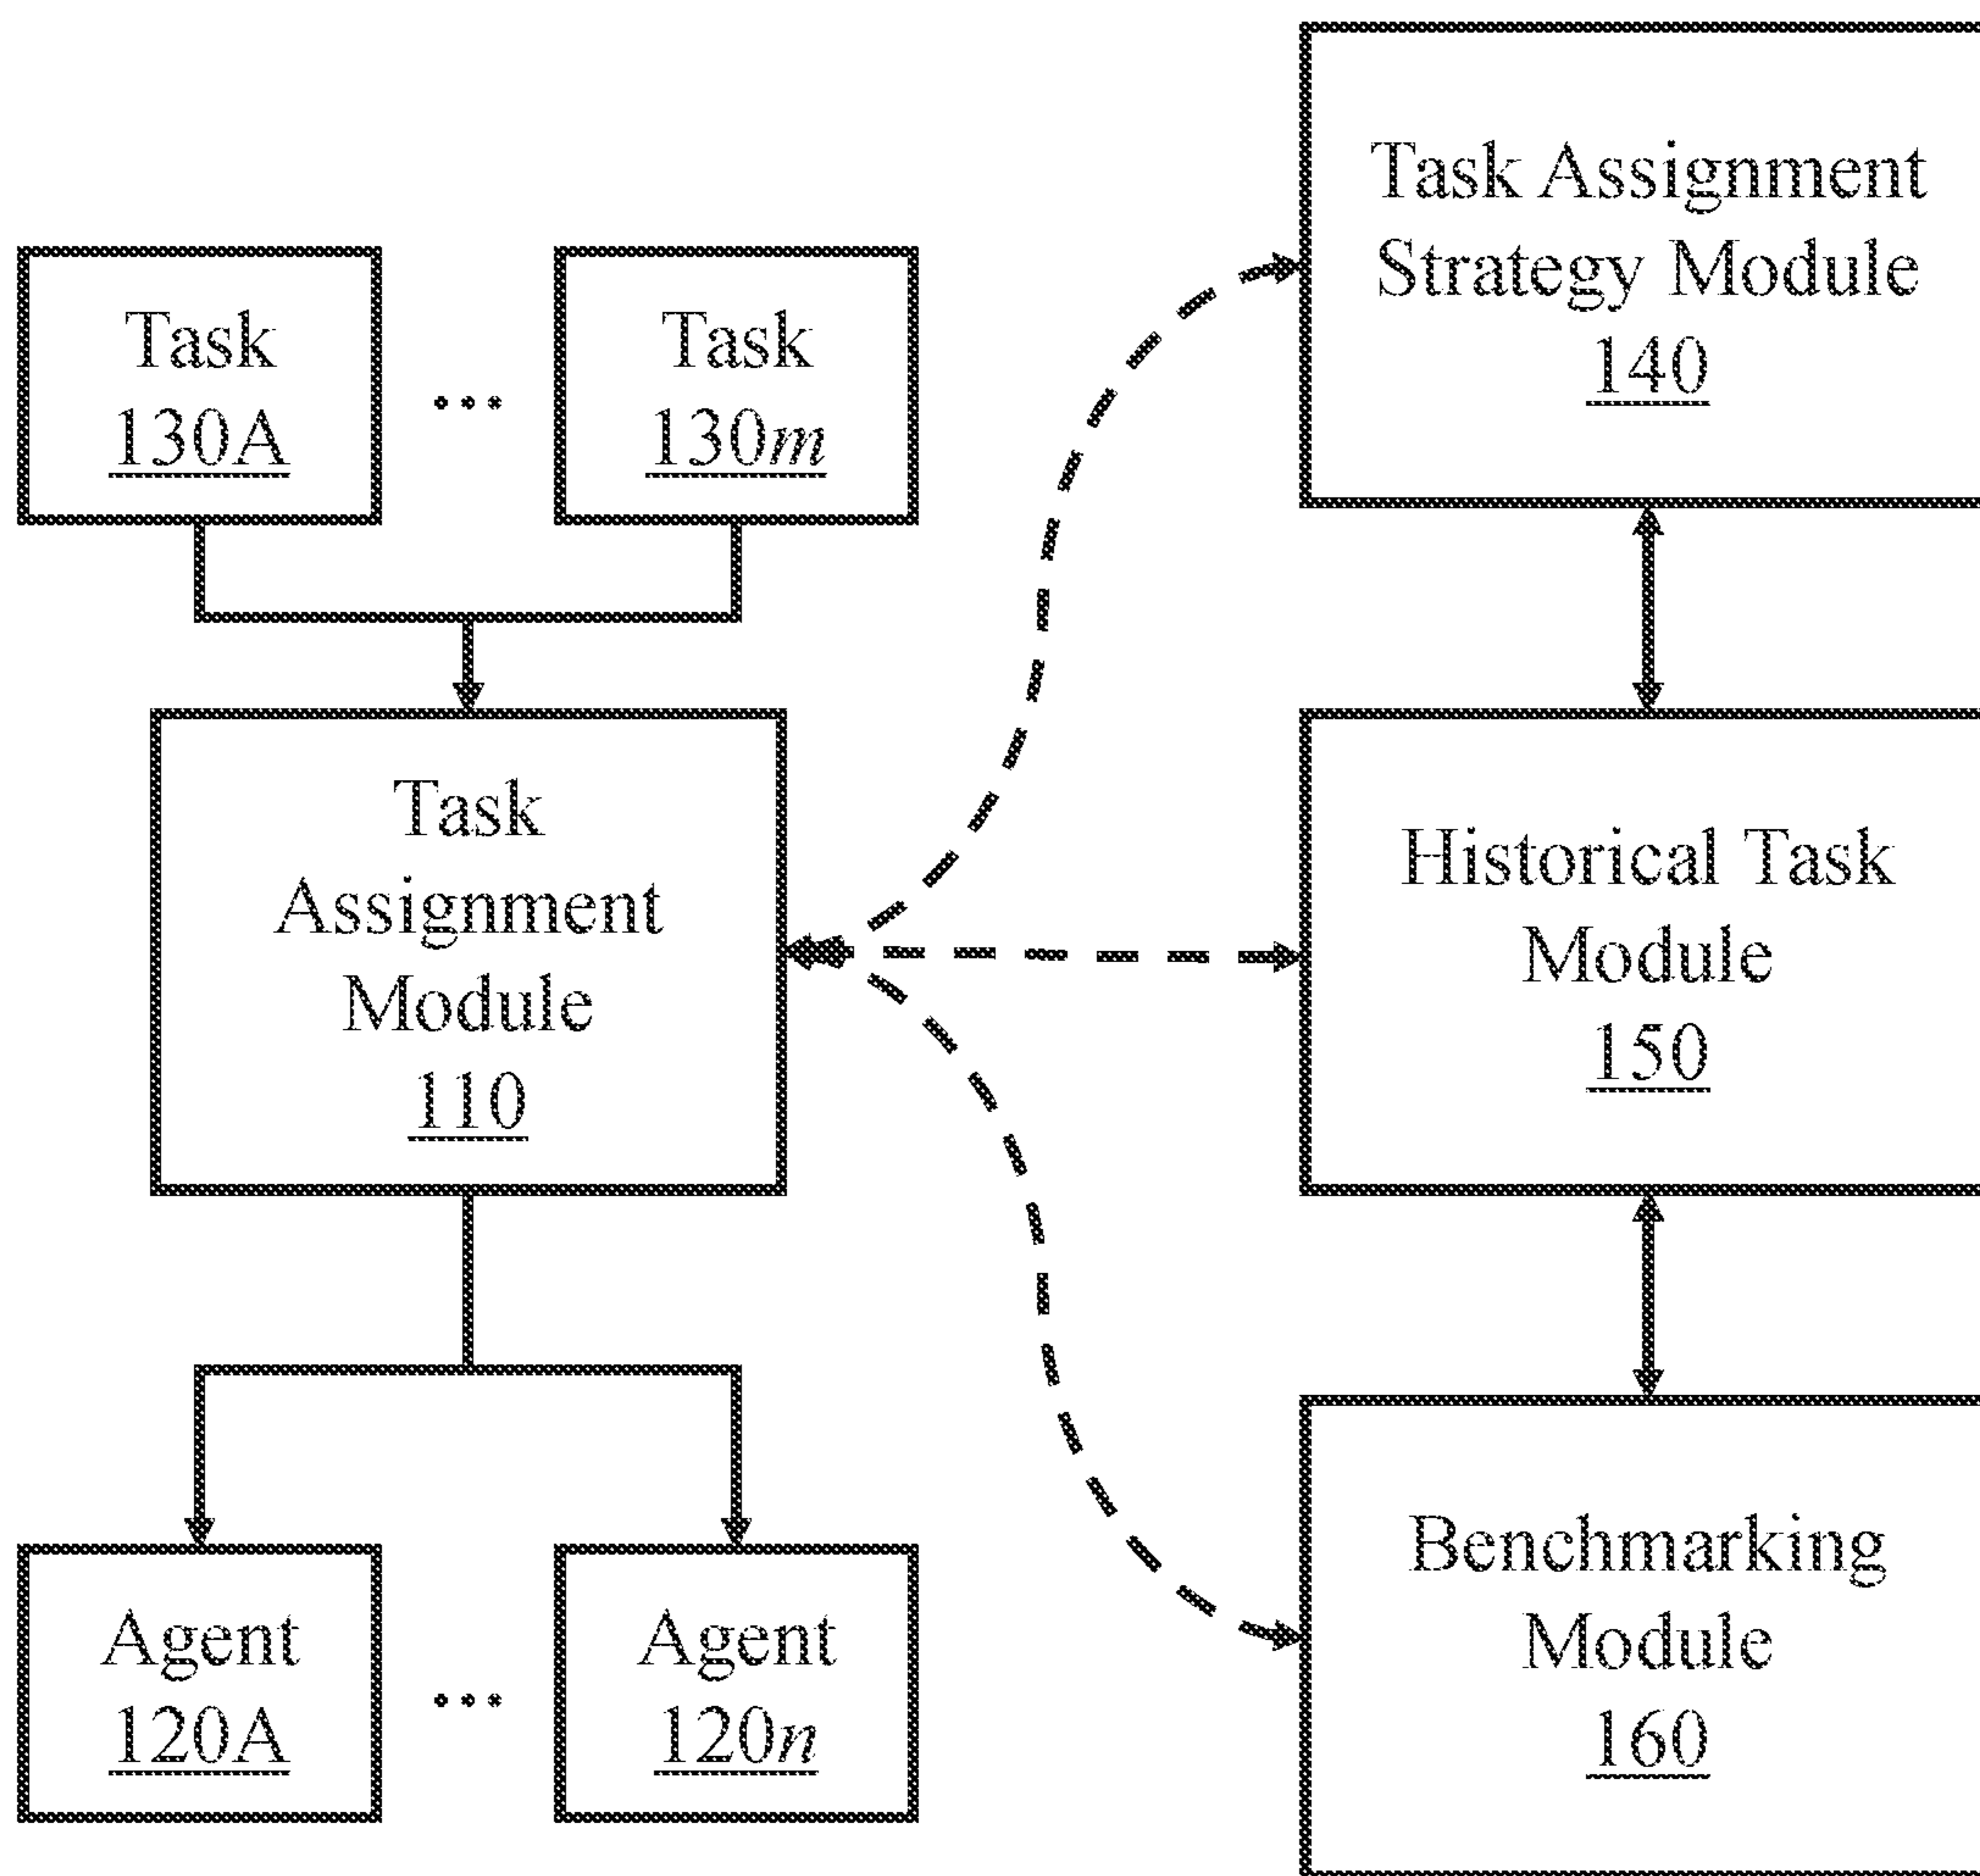 Task Assignment
Strategy Module
140
Task
130A
...
Task
130m
Task
Assignment
Module
110
Historical Task
Module
150
Agent
120A
...
Agent
120n
Benchmarking
Module
160